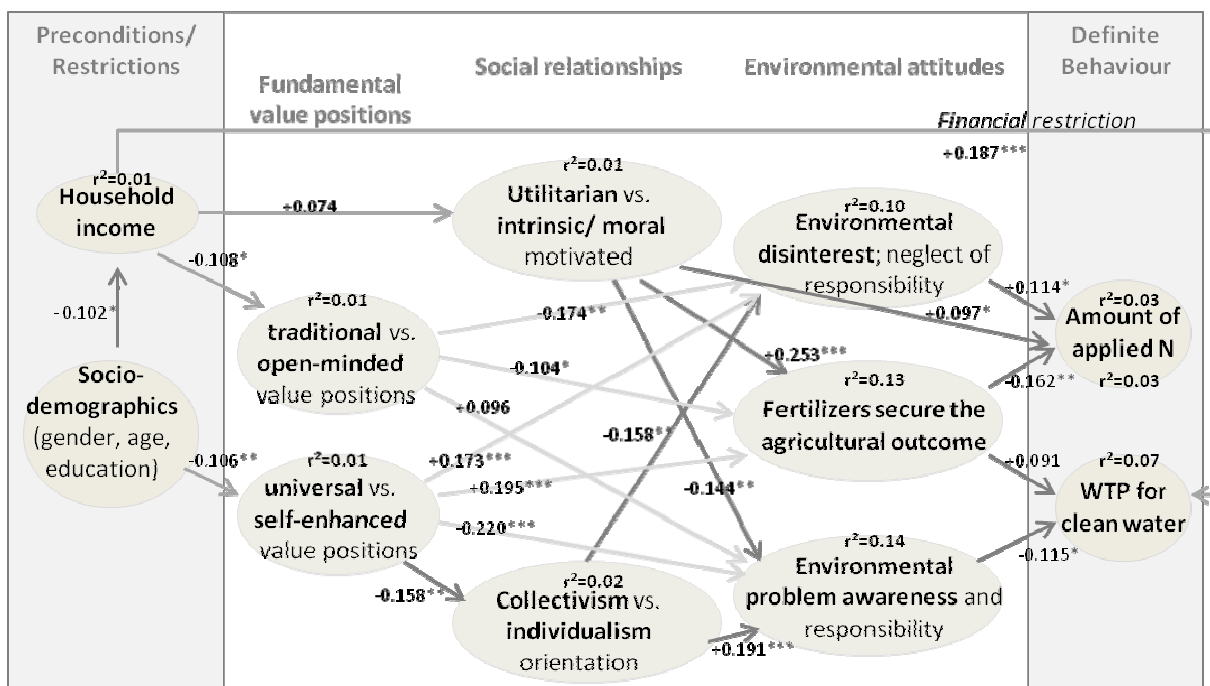 Preconditions/
Restrictions
Fundamental
value positions
Social relationships
Environmental attitudes
Definite
Behaviour
Financial restriction
+0.187***
r²=0.01
Household
income
+0.074
-0.108*
-0.102*
Socio-
demographics
(gender, age,
education)
-0.106**
r²=0.01
traditional vs.
open-minded
value positions
r²=0.01
universal vs.
self-enhanced
value positions
-0.158**
r²=0.01
Utilitarian vs.
intrinsic/ moral
motivated
-0.174**
-0.104*
+0.096
+0.173***
+0.195***
-0.220***
-0.158**
-0.144**
+0.253***
r²=0.02
Collectivism vs.
individualism
orientation
+0.191***
r²=0.10
Environmental
disinterest; neglect of
responsibility
+0.114*
+0.097*
r²=0.13
Fertilizers secure the
agricultural outcome
-0.162**
+0.091
r²=0.14
Environmental
problem awareness and
responsibility
-0.115*
r²=0.03
Amount of
applied N
r²=0.03
r²=0.07
WTP for
clean water